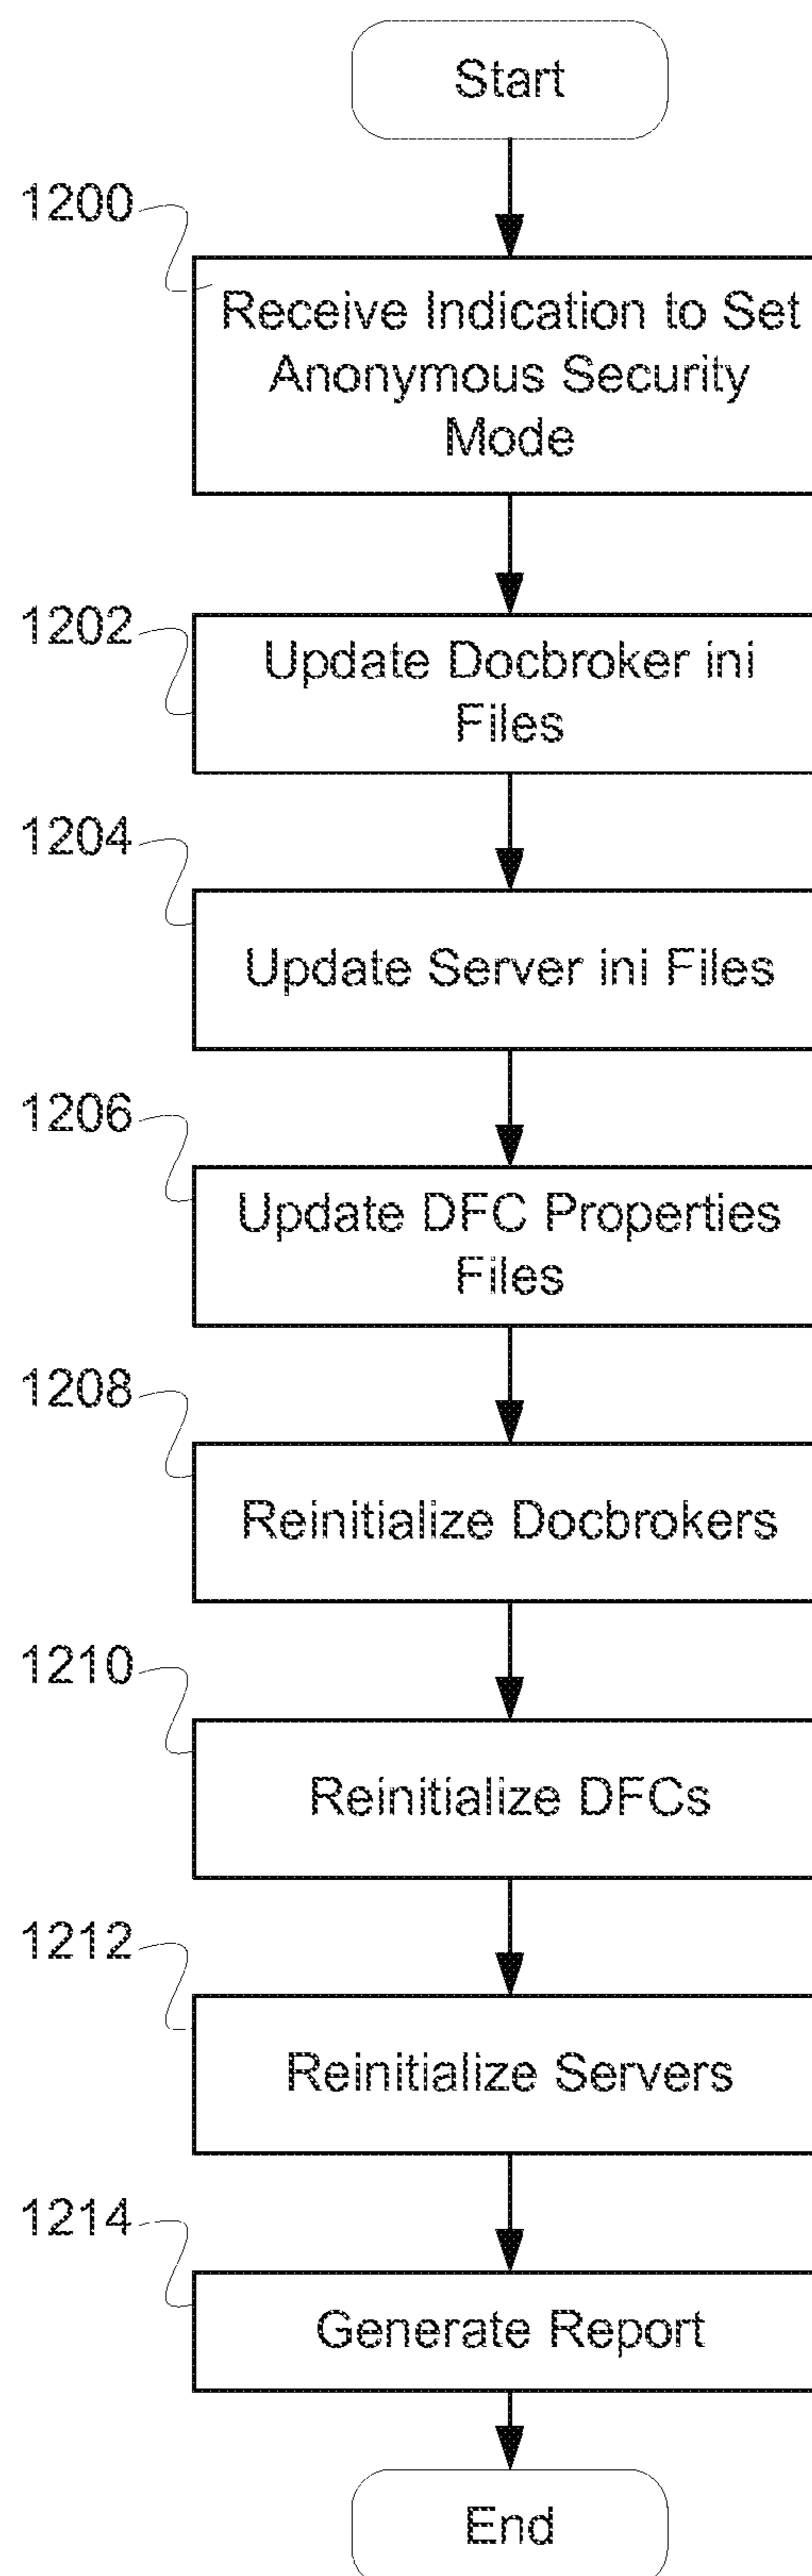 Start
1200
Receive Indication to Set
Anonymous Security
Mode
1202
Update Docbroker ini
Files
1204
Update Server ini Files
1206
Update DFC Properties
Files
1208
Reinitialize Docbrokers
1210
Reinitialize DFCs
1212
Reinitialize Servers
1214
Generate Report
End